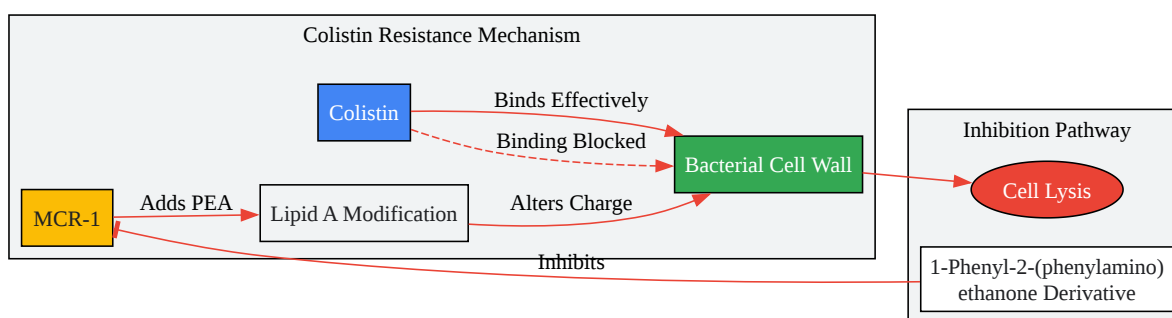 Colistin Resistance Mechanism
Colistin
Binds Effectively
Binding Blocked
Bacterial Cell Wall
MCR-1
Adds PEA
Lipid A Modification
Alters Charge
Inhibits
Inhibition Pathway
Cell Lysis
1-Phenyl-2-(phenylamino)
ethanone Derivative